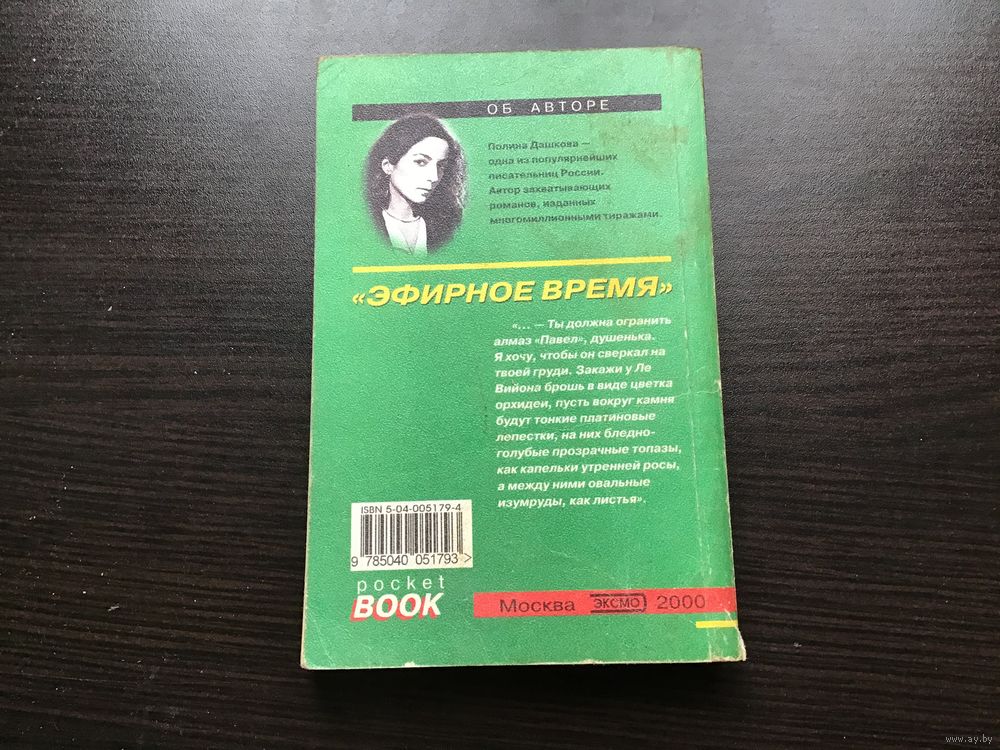 ОБ АВТОРЕ
Полина Дашкова —
одна из популярнейших
писательниц России.
Автор захватывающих
романов, изданных
многомиллионными тиражами.
«ЭФИРНОЕ ВРЕМЯ»
«... — Ты должна огранить
алмаз «Павел», душенька.
Я хочу, чтобы он сверкал на
твоей груди. Закажи у Ле
Вийона брошь в виде цветка
орхидеи, пусть вокруг камня
будут тонкие платиновые
лепестки, на них бледно-
голубые прозрачные топазы,
как капельки утренней росы,
а между ними овальные
изумруды, как листья».
ISBN 5-04-005179-4
9 785040 051793 >
pocket
BOOK
Москва ЭКСМО 2000
www.ay.by